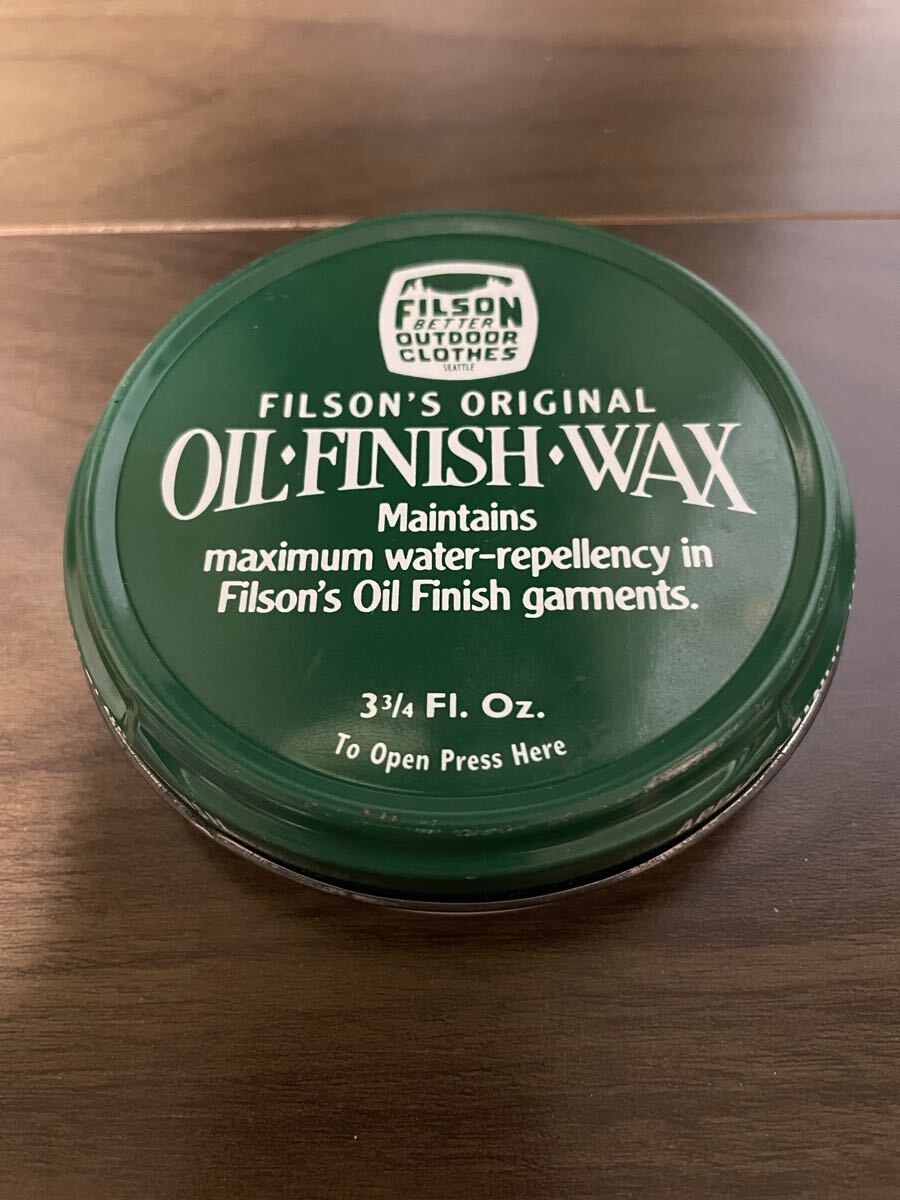 FILSON
BETTER
OUTDOOR
CLOTHES
SEATTLE
FILSON'S ORIGINAL
OIL·FINISH·WAX
Maintains
maximum water-repellency in
Filson's Oil Finish garments.
3 3/4 Fl. Oz.
To Open Press Here